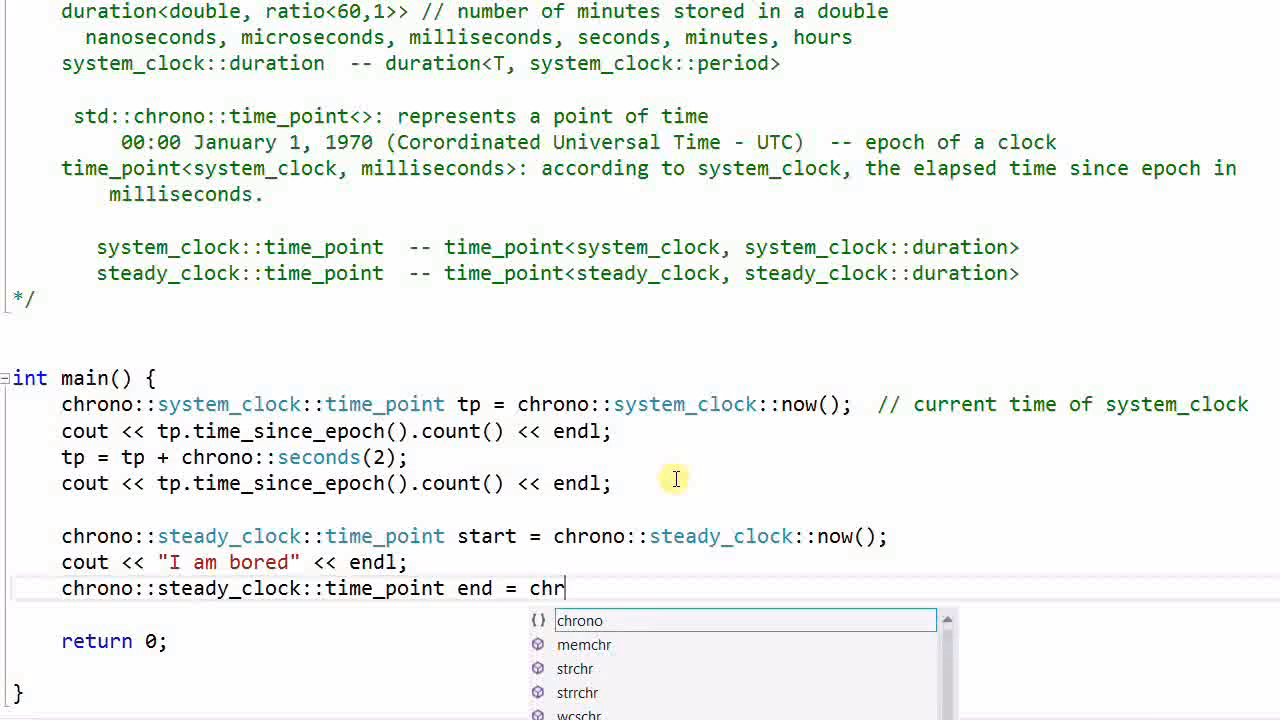 duration<double, ratio<60,1>> // number of minutes stored in a double
nanoseconds, microseconds, milliseconds, seconds, minutes, hours
system_clock::duration  -- duration<T, system_clock::period>
std::chrono::time_point<>: represents a point of time
00:00 January 1, 1970 (Corordinated Universal Time - UTC)  -- epoch of a clock
time_point<system_clock, milliseconds>: according to system_clock, the elapsed time since epoch in
milliseconds.
system_clock::time_point  -- time_point<system_clock, system_clock::duration>
steady_clock::time_point  -- time_point<steady_clock, steady_clock::duration>
*/
int main() {
chrono::system_clock::time_point tp = chrono::system_clock::now();  // current time of system_clock
cout << tp.time_since_epoch().count() << endl;
tp = tp + chrono::seconds(2);
cout << tp.time_since_epoch().count() << endl;
chrono::steady_clock::time_point start = chrono::steady_clock::now();
cout << "I am bored" << endl;
chrono::steady_clock::time_point end = chr
{} chrono
memchr
return 0;
strchr
strrchr
}
wcschr